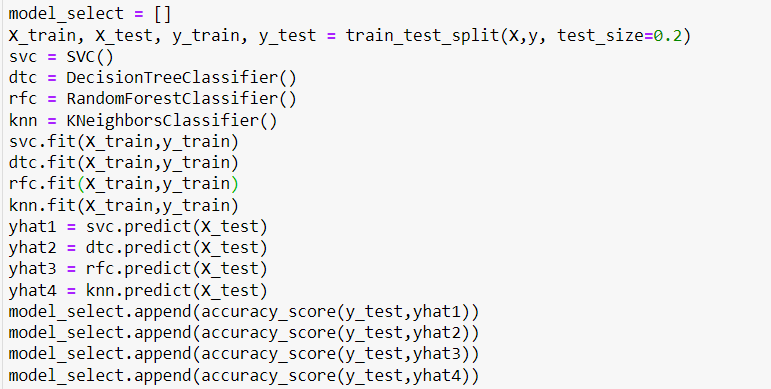 model_select = []
X_train, X_test, y_train, y_test = train_test_split(X,y, test_size=0.2)
svc = SVC()
dtc = DecisionTreeClassifier()
rfc = RandomForestClassifier()
knn = KNeighborsClassifier()
svc.fit(X_train,y_train)
dtc.fit(X_train,y_train)
rfc.fit(X_train,y_train)
knn.fit(X_train,y_train)
yhat1 = svc.predict(X_test)
yhat2 = dtc.predict(X_test)
yhat3 = rfc.predict(X_test)
yhat4 = knn.predict(X_test)
model_select.append(accuracy_score(y_test,yhat1))
model_select.append(accuracy_score(y_test,yhat2))
model_select.append(accuracy_score(y_test,yhat3))
model_select.append(accuracy_score(y_test,yhat4))